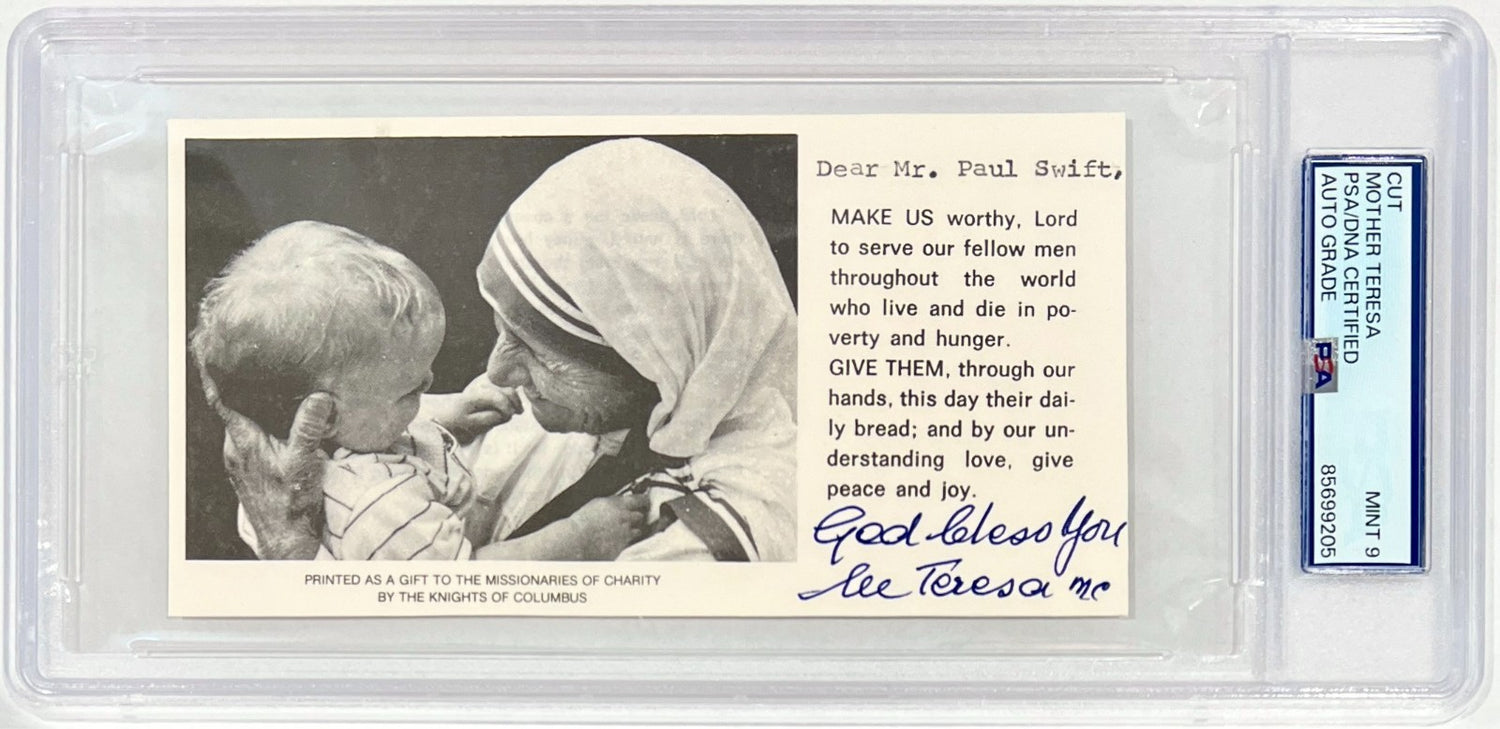 Dear Mr. Paul Swift,
MAKE US worthy, Lord
to serve our fellow men
throughout the world
who live and die in po-
verty and hunger.
GIVE THEM, through our
hands, this day their dai-
ly bread; and by our un-
derstanding love, give
peace and joy.
God bless You
lee Teresa mc
PRINTED AS A GIFT TO THE MISSIONARIES OF CHARITY
BY THE KNIGHTS OF COLUMBUS
CUT
MOTHER TERESA
PSA/DNA CERTIFIED
AUTO GRADE
MINT 9
85699205
PSA